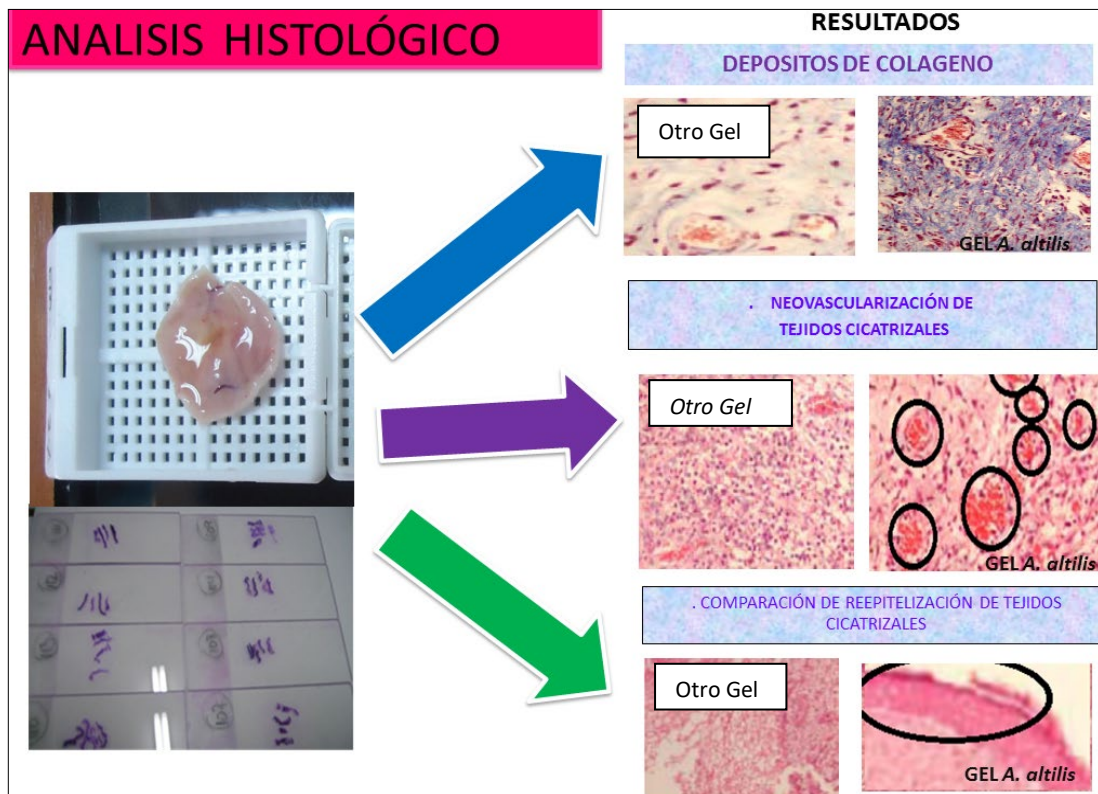 ANALISIS HISTOLÓGICO
RESULTADOS
DEPOSITOS DE COLAGENO
Otro Gel
GEL A. altilis
. NEOVASCULARIZACIÓN DE
TEJIDOS CICATRIZALES
Otro Gel
GEL A. altilis
. COMPARACIÓN DE REEPITELIZACIÓN DE TEJIDOS
CICATRIZALES
Otro Gel
GEL A. altilis